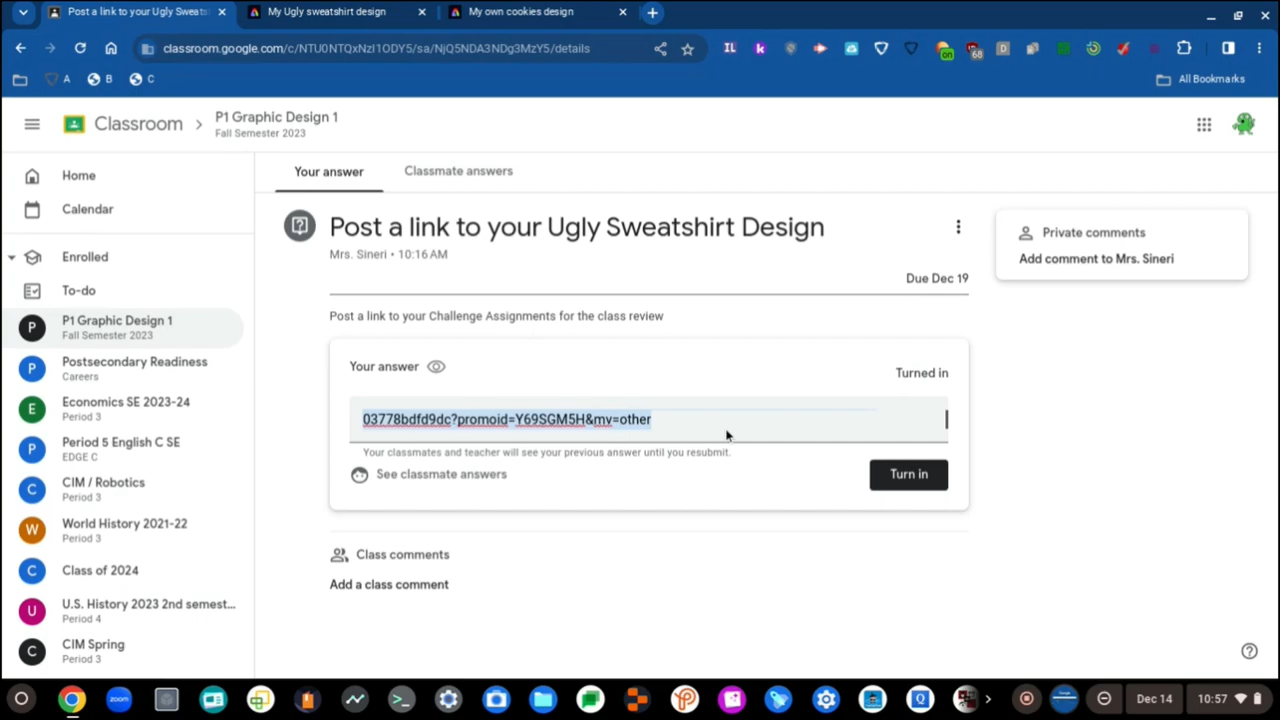 Post a link to your Ugly Sweats
My Ugly sweatshirt design
My own cookies design
classroom.google.com/c/NTU0NTQxNzI1ODY5/sa/NjQ5NDA3NDg3MzY5/details
IL
k
on
68
D
A
B
C
All Bookmarks
Classroom
P1 Graphic Design 1
Fall Semester 2023
Home
Calendar
Enrolled
To-do
P
P1 Graphic Design 1
Fall Semester 2023
P
Postsecondary Readiness
Careers
E
Economics SE 2023-24
Period 3
P
Period 5 English C SE
EDGE C
C
CIM / Robotics
Period 3
W
World History 2021-22
Period 3
C
Class of 2024
U
U.S. History 2023 2nd semest...
Period 4
C
CIM Spring
Period 3
Your answer
Classmate answers
Post a link to your Ugly Sweatshirt Design
Mrs. Sineri • 10:16 AM
Due Dec 19
Post a link to your Challenge Assignments for the class review
Your answer
Turned in
03778bdfd9dc?promoid=Y69SGM5H&mv=other
Your classmates and teacher will see your previous answer until you resubmit.
See classmate answers
Turn in
Class comments
Add a class comment
Private comments
Add comment to Mrs. Sineri
zoom
Q
Dec 14
10:57